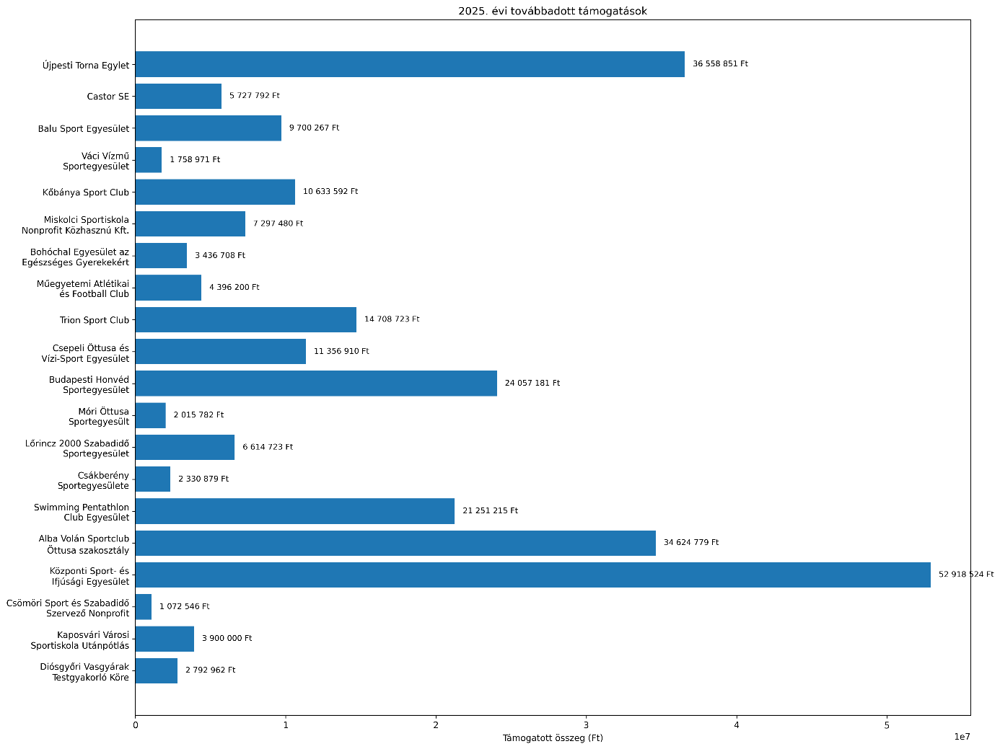 2025. évi továbbadott támogatások
Újpesti Torna Egylet
36 558 851 Ft
Castor SE
5 727 792 Ft
Balu Sport Egyesület
9 700 267 Ft
Váci Vízmű
Sportegyesület
1 758 971 Ft
Kőbánya Sport Club
10 633 592 Ft
Miskolci Sportiskola
Nonprofit Közhasznú Kft.
7 297 480 Ft
Bohóchal Egyesület az
Egészséges Gyerekekért
3 436 708 Ft
Műegyetemi Atlétikai
és Football Club
4 396 200 Ft
Trion Sport Club
14 708 723 Ft
Csepeli Öttusa és
Vízi-Sport Egyesület
11 356 910 Ft
Budapesti Honvéd
Sportegyesület
24 057 181 Ft
Móri Öttusa
Sportegyesült
2 015 782 Ft
Lőrincz 2000 Szabadidő
Sportegyesület
6 614 723 Ft
Csákberény
Sportegyesülete
2 330 879 Ft
Swimming Pentathlon
Club Egyesület
21 251 215 Ft
Alba Volán Sportclub
Öttusa szakosztály
34 624 779 Ft
Központi Sport- és
Ifjúsági Egyesület
52 918 524 Ft
Csömöri Sport és Szabadidő
Szervező Nonprofit
1 072 546 Ft
Kaposvári Városi
Sportiskola Utánpótlás
3 900 000 Ft
Diósgyőri Vasgyárak
Testgyakorló Köre
2 792 962 Ft
0 1 2 3 4 5
1e7
Támogatott összeg (Ft)